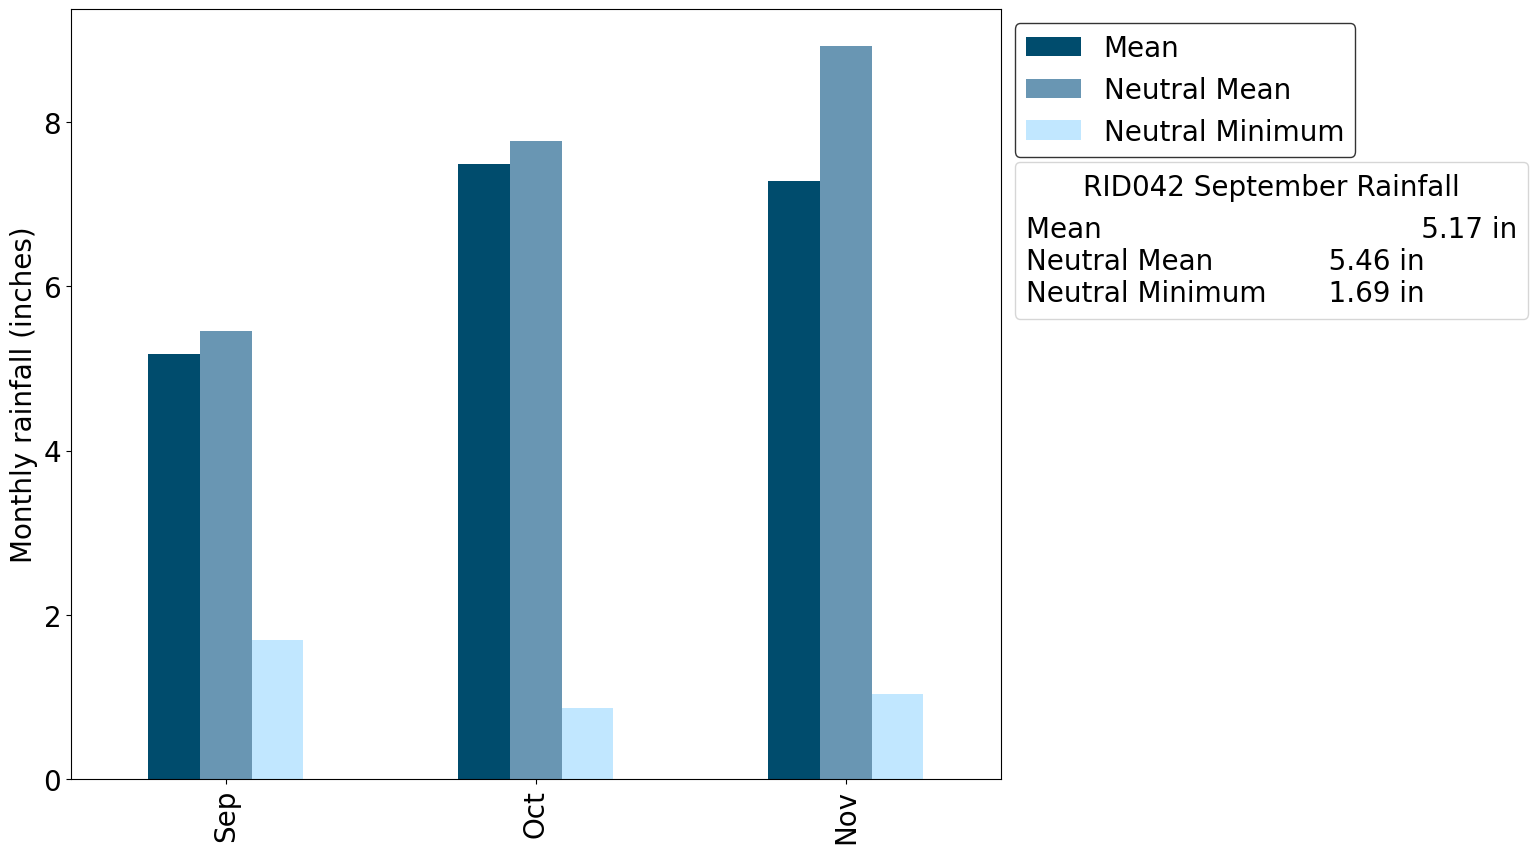 Monthly rainfall (inches)
8
6
4
2
0
Sep
Oct
Nov
Mean
Neutral Mean
Neutral Minimum
RID042 September Rainfall
Mean 5.17 in
Neutral Mean 5.46 in
Neutral Minimum 1.69 in